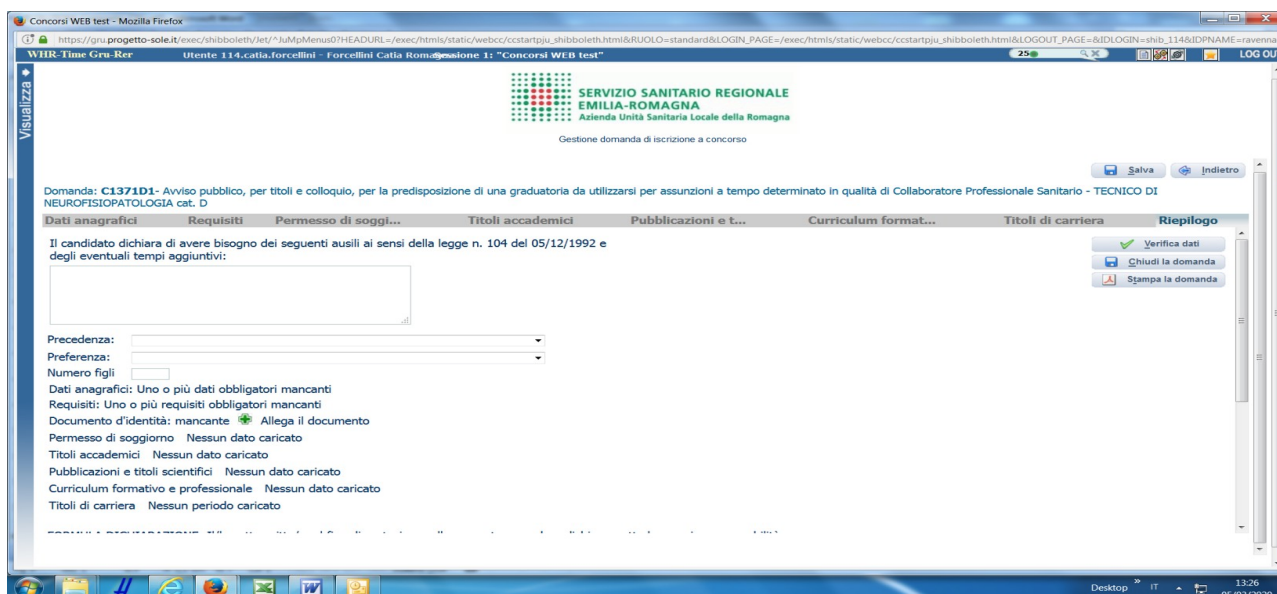 Concorsi WEB test - Mozilla Firefox
https://gru.progetto-sole.it/exec/shibboleth/Jet/^JuMpMenus0?HEADURL=/exec/htmls/static/webcc/ccstartpju_shibboleth.html&RUOLO=standard&LOGIN_PAGE=/exec/htmls/static/webcc/ccstartpju_shibboleth.html&LOGOUT_PAGE=&IDLOGIN=shib_114&IDPNAME=ravenna
WHR-Time Gru-Rer Utente 114.catia.forcellini - Forcellini Catia Romagna Sessione 1: "Concorsi WEB test" 25 LOG OU
Visualizza
SERVIZIO SANITARIO REGIONALE
EMILIA-ROMAGNA
Azienda Unità Sanitaria Locale della Romagna
Gestione domanda di iscrizione a concorso
Salva Indietro
Domanda: C1371D1- Avviso pubblico, per titoli e colloquio, per la predisposizione di una graduatoria da utilizzarsi per assunzioni a tempo determinato in qualità di Collaboratore Professionale Sanitario - TECNICO DI
NEUROFISIOPATOLOGIA cat. D
Dati anagrafici Requisiti Permesso di soggi... Titoli accademici Pubblicazioni e t... Curriculum format... Titoli di carriera Riepilogo
Il candidato dichiara di avere bisogno dei seguenti ausili ai sensi della legge n. 104 del 05/12/1992 e
degli eventuali tempi aggiuntivi:
Verifica dati
Chiudi la domanda
Stampa la domanda
Precedenza:
Preferenza:
Numero figli
Dati anagrafici: Uno o più dati obbligatori mancanti
Requisiti: Uno o più requisiti obbligatori mancanti
Documento d'identità: mancante Allega il documento
Permesso di soggiorno Nessun dato caricato
Titoli accademici Nessun dato caricato
Pubblicazioni e titoli scientifici Nessun dato caricato
Curriculum formativo e professionale Nessun dato caricato
Titoli di carriera Nessun periodo caricato
Desktop IT 13:26